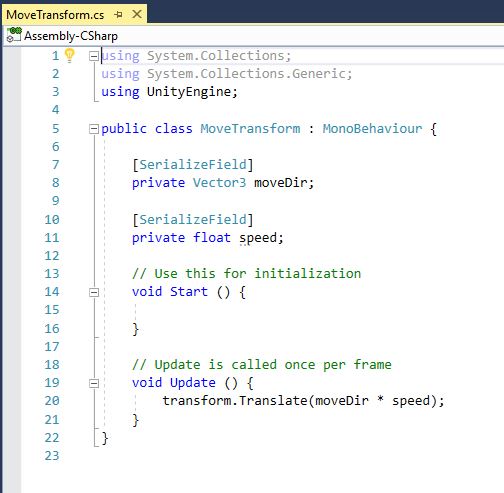 MoveTransform.cs
Assembly-CSharp
1 using System.Collections;
2 using System.Collections.Generic;
3 using UnityEngine;
4
5 public class MoveTransform : MonoBehaviour {
6
7     [SerializeField]
8     private Vector3 moveDir;
9
10     [SerializeField]
11     private float speed;
12
13     // Use this for initialization
14     void Start () {
15
16     }
17
18     // Update is called once per frame
19     void Update () {
20         transform.Translate(moveDir * speed);
21     }
22 }
23